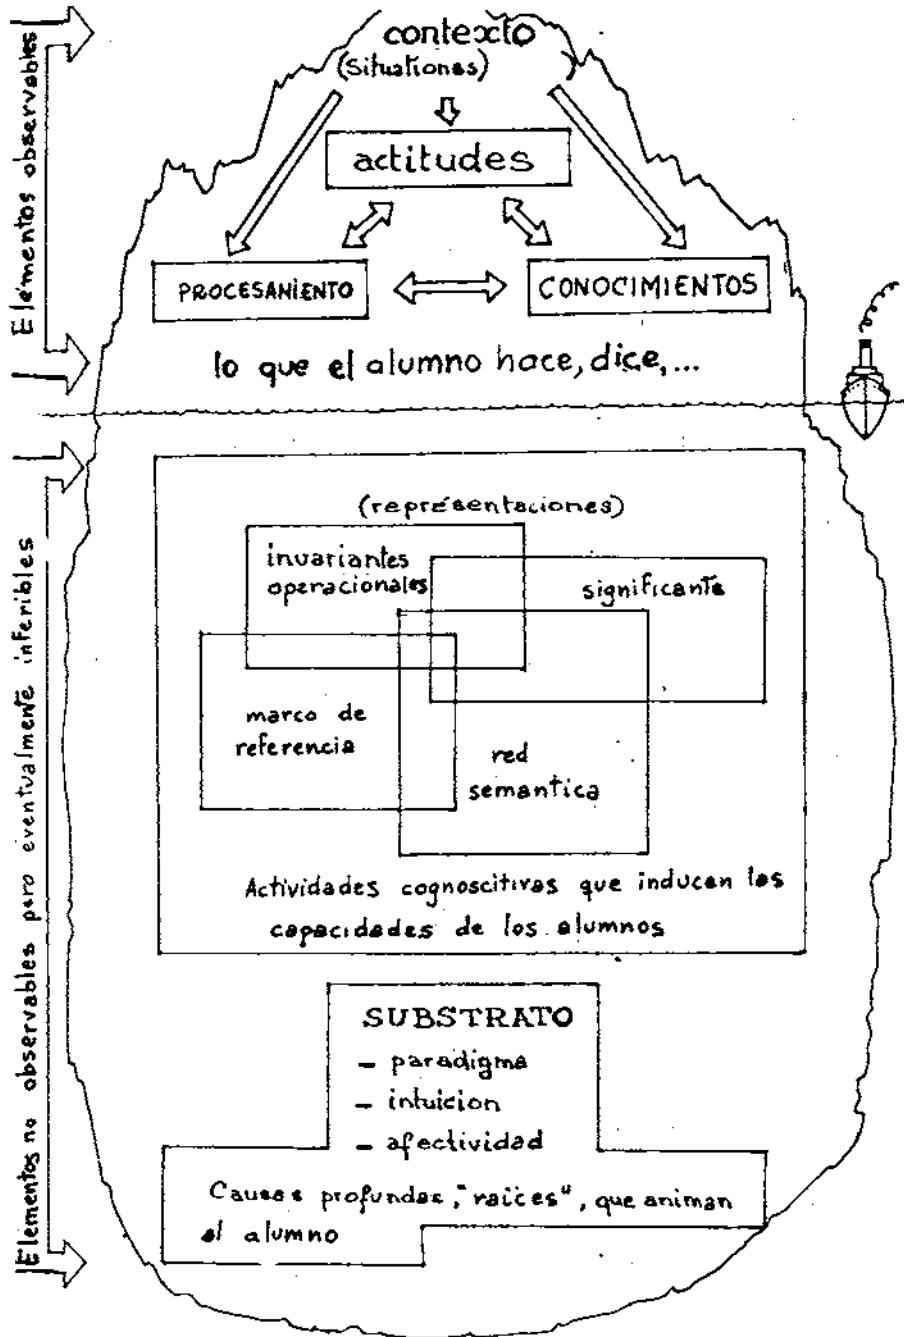 contexto
(Situationes)
actitudes
PROCESANIENTO
CONOCIMIENTOS
lo que el alumno hace, dice,...
Elementos observables
(représentaciones)
invariantes
operacionales
significante
marco de
referencia
red
semantica
Actividades cognoscitivas que inducen las
capacidades de los alumnos
SUBSTRATO
- paradigma
- intuicion
- afectividad
Causas profundas, "raices", que animan
al alumno
Elementos no observables pero eventualmente inferibles